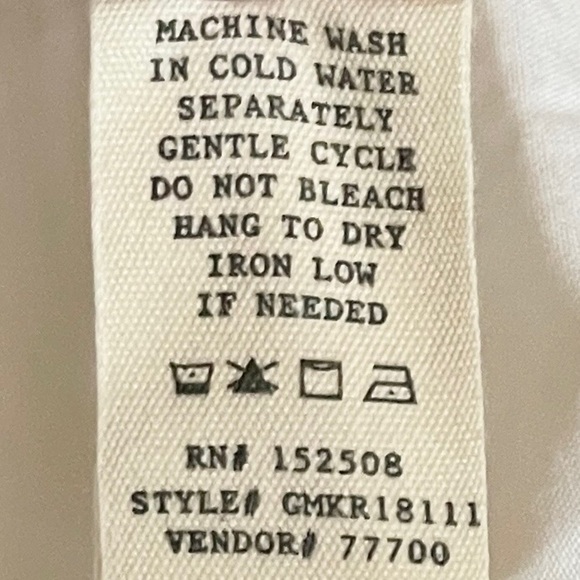 MACHINE WASH
IN COLD WATER
SEPARATELY
GENTLE CYCLE
DO NOT BLEACH
HANG TO DRY
IRON LOW
IF NEEDED
RN# 152508
STYLE# GMKR18111
VENDOR# 77700